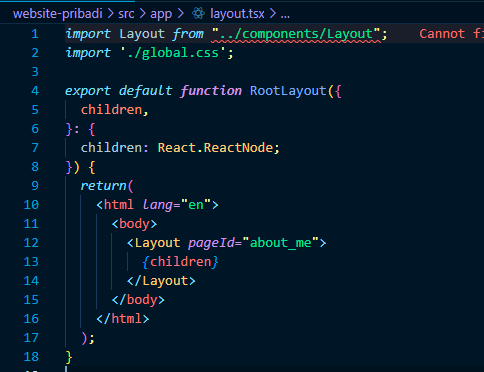 website-pribadi > src > app > layout.tsx > ...
1 import Layout from "../components/Layout"; Cannot fi
2 import './global.css';
3
4 export default function RootLayout({
5 children,
6 }: {
7 children: React.ReactNode;
8 }) {
9 return(
10 <html lang="en">
11 <body>
12 <Layout pageId="about_me">
13 {children}
14 </Layout>
15 </body>
16 </html>
17 );
18 }